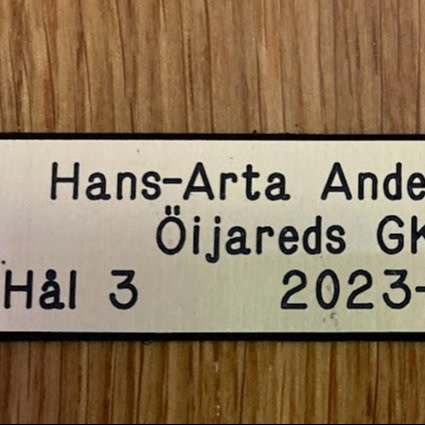 Hans-Arta Ande
Öijareds GK
Hål 3 2023-